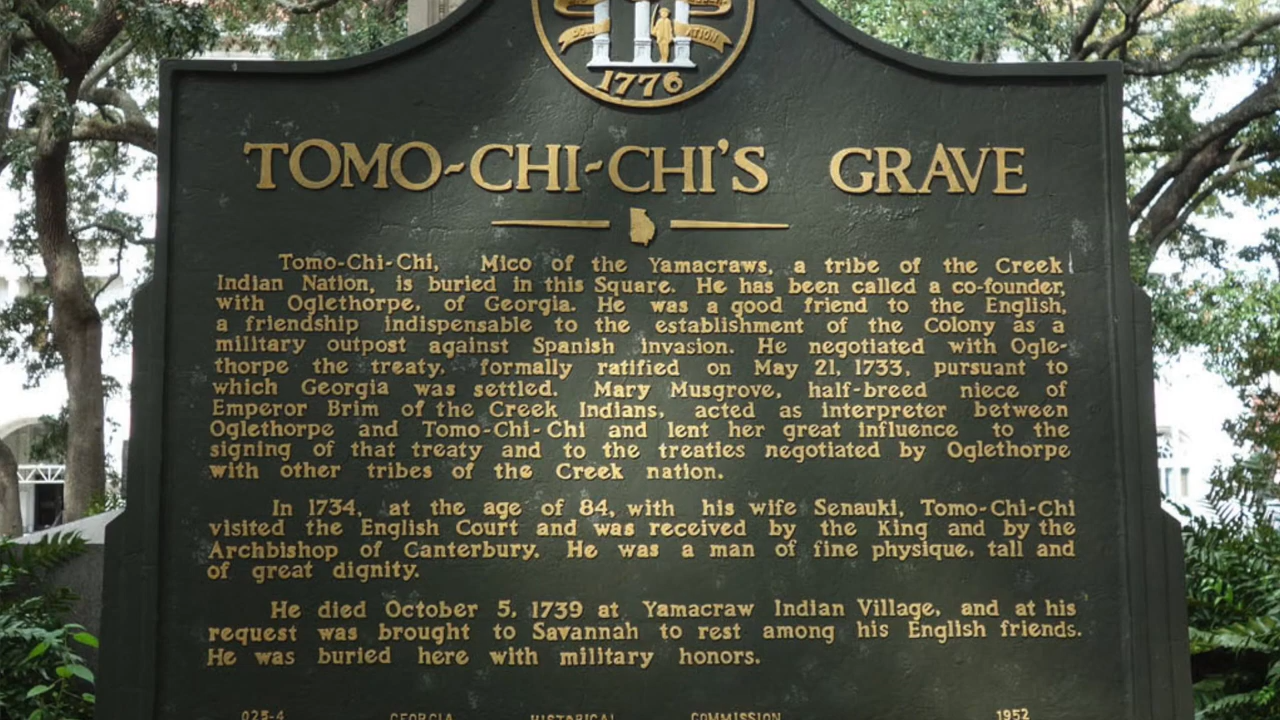 1776
TOMO-CHI-CHI'S GRAVE
Tomo-Chi-Chi, Mico of the Yamacraws, a tribe of the Creek
Indian Nation, is buried in this Square. He has been called a co-founder,
with Oglethorpe, of Georgia. He was a good friend to the English,
a friendship indispensable to the establishment of the Colony as a
military outpost against Spanish invasion. He negotiated with Ogle-
thorpe the treaty, formally ratified on May 21, 1733, pursuant to
which Georgia was settled. Mary Musgrove, half-breed niece of
Emperor Brim of the Creek Indians, acted as interpreter between
Oglethorpe and Tomo-Chi-Chi and lent her great influence to the
signing of that treaty and to the treaties negotiated by Oglethorpe
with other tribes of the Creek nation.
In 1734, at the age of 84, with his wife Senauki, Tomo-Chi-Chi
visited the English Court and was received by the King and by the
Archbishop of Canterbury. He was a man of fine physique, tall and
of great dignity.
He died October 5, 1739 at Yamacraw Indian Village, and at his
request was brought to Savannah to rest among his English friends.
He was buried here with military honors.
025-4 GEORGIA HISTORICAL COMMISSION 1952